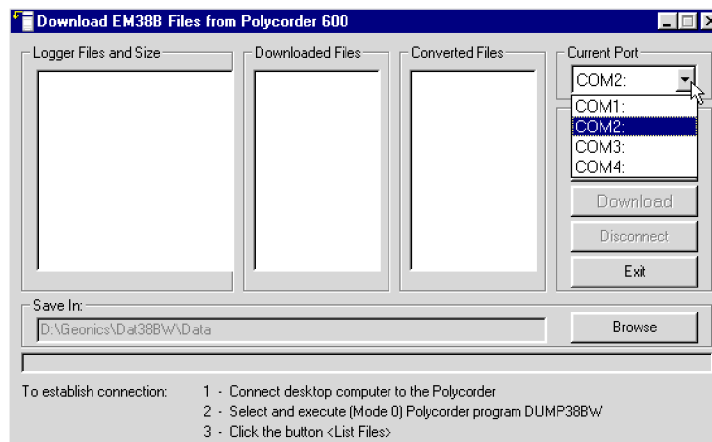 Download EM38B Files from Polycorder 600
Logger Files and Size
Downloaded Files
Converted Files
Current Port
COM2:
COM1:
COM2:
COM3:
COM4:
Download
Disconnect
Exit
Save In:
D:\Geonics\Dat38BW\Data
Browse
To establish connection:
1 - Connect desktop computer to the Polycorder
2 - Select and execute (Mode 0) Polycorder program DUMP38BW
3 - Click the button <List Files>